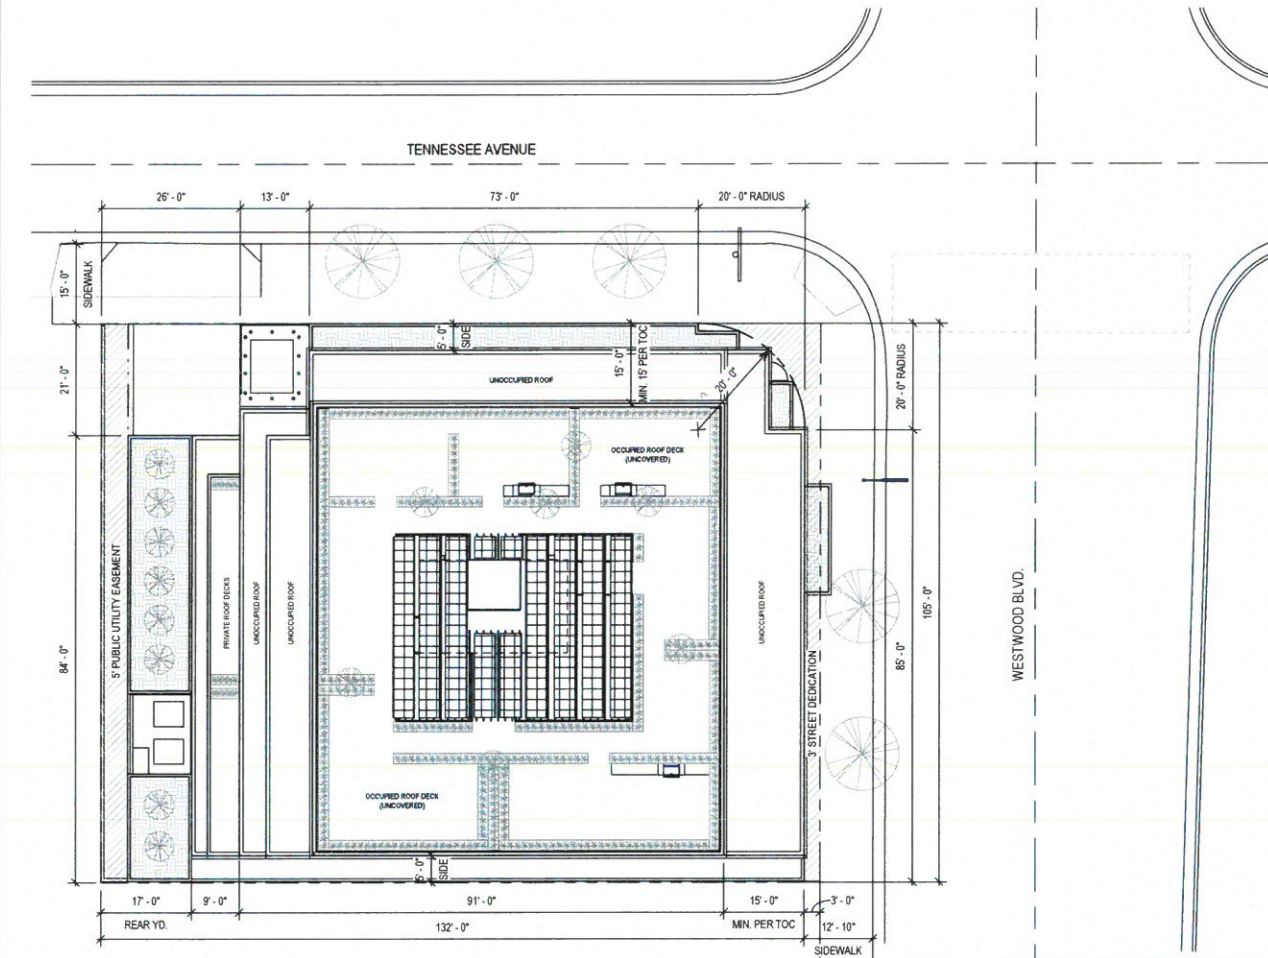 TENNESSEE AVENUE
26' - 0"
13' - 0"
73' - 0"
20' - 0" RADIUS
15' - 0"
SIDEWALK
5' - 0"
SIDE
15' - 0"
MIN. 15' PER TOC
20' - 0"
20' - 0" RADIUS
21' - 0"
UNOCCUPIED ROOF
OCCUPIED ROOF DECK
(UNCOVERED)
84' - 0"
5' PUBLIC UTILITY EASEMENT
PRIVATE ROOF DECKS
UNOCCUPIED ROOF
UNOCCUPIED ROOF
UNOCCUPIED ROOF
3' STREET DEDICATION
85' - 0"
105' - 0"
WESTWOOD BLVD.
OCCUPIED ROOF DECK
(UNCOVERED)
5' - 0"
SIDE
17' - 0"
9' - 0"
91' - 0"
15' - 0"
3' - 0"
REAR YD.
132' - 0"
MIN. PER TOC
12' - 10"
SIDEWALK